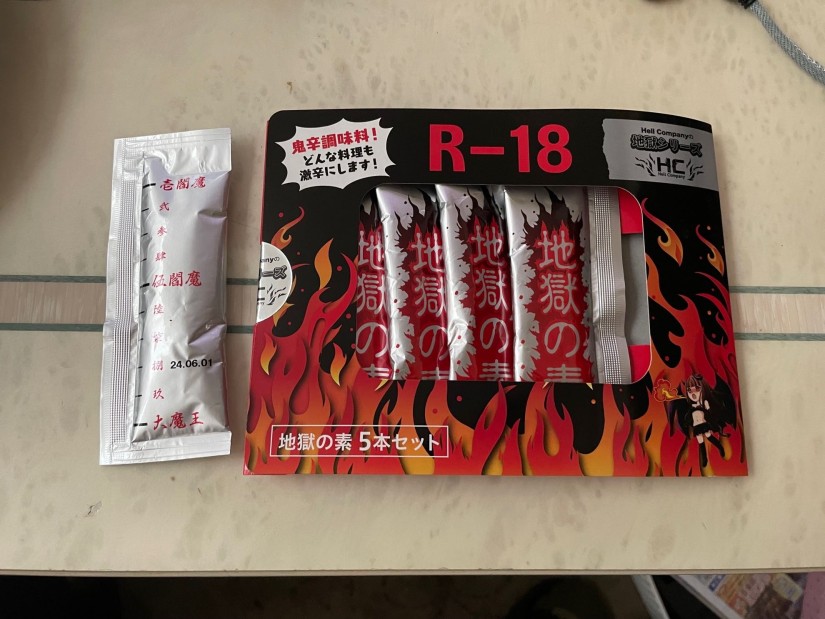 壱閻魔
弐
参
肆
伍閻魔
陸
捌
24.06.01
玖
大魔王
鬼辛調味料!
どんな料理も
激辛にします!
R-18
Hell Companyの
地獄シリーズ
HC
Hell Company
地獄の素
地獄の素
地獄の素
地獄の素
地獄の素 5本セット